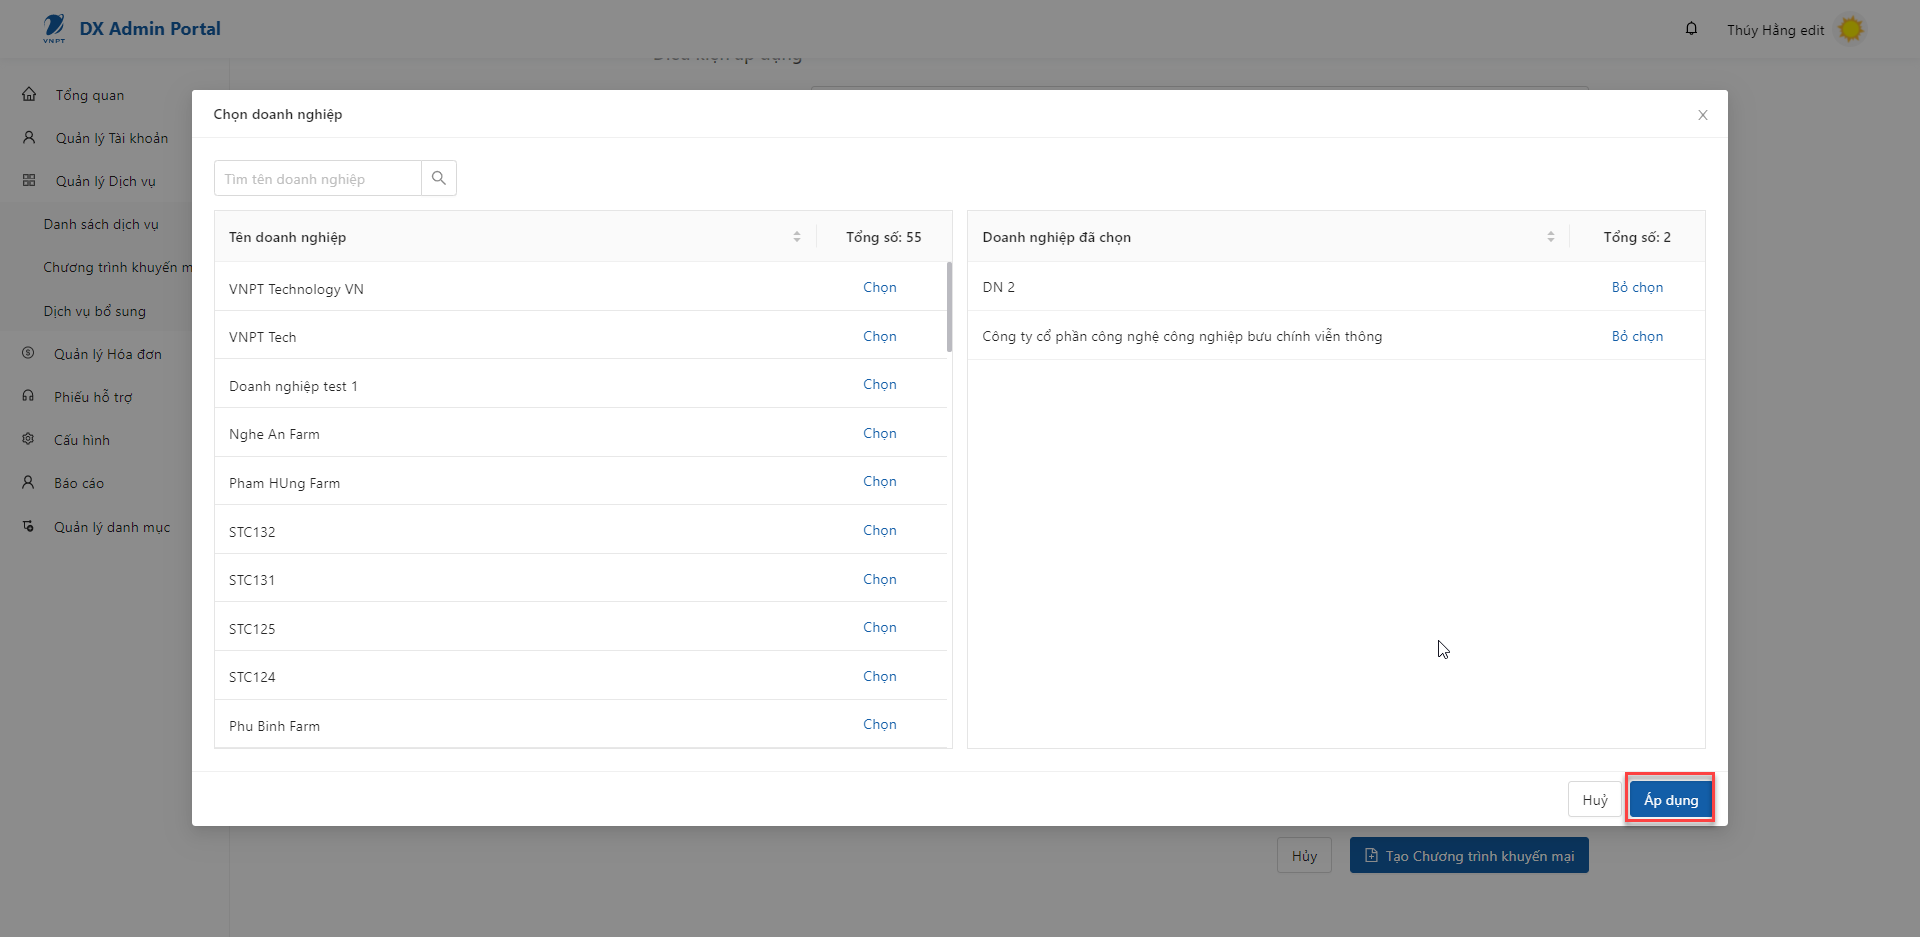 VNPT
DX Admin Portal
Thúy Hằng edit
Điều kiện áp dụng
Tổng quan
Quản lý Tài khoản
Quản lý Dịch vụ
Danh sách dịch vụ
Chương trình khuyến m
Dịch vụ bổ sung
Quản lý Hóa đơn
Phiếu hỗ trợ
Cấu hình
Báo cáo
Quản lý danh mục
Chọn doanh nghiệp
Tìm tên doanh nghiệp
Tên doanh nghiệp Tổng số: 55
VNPT Technology VN Chọn
VNPT Tech Chọn
Doanh nghiệp test 1 Chọn
Nghe An Farm Chọn
Pham HUng Farm Chọn
STC132 Chọn
STC131 Chọn
STC125 Chọn
STC124 Chọn
Phu Binh Farm Chọn
Doanh nghiệp đã chọn Tổng số: 2
DN 2 Bỏ chọn
Công ty cổ phần công nghệ công nghiệp bưu chính viễn thông Bỏ chọn
Huỷ Áp dụng
Hủy Tạo Chương trình khuyến mại